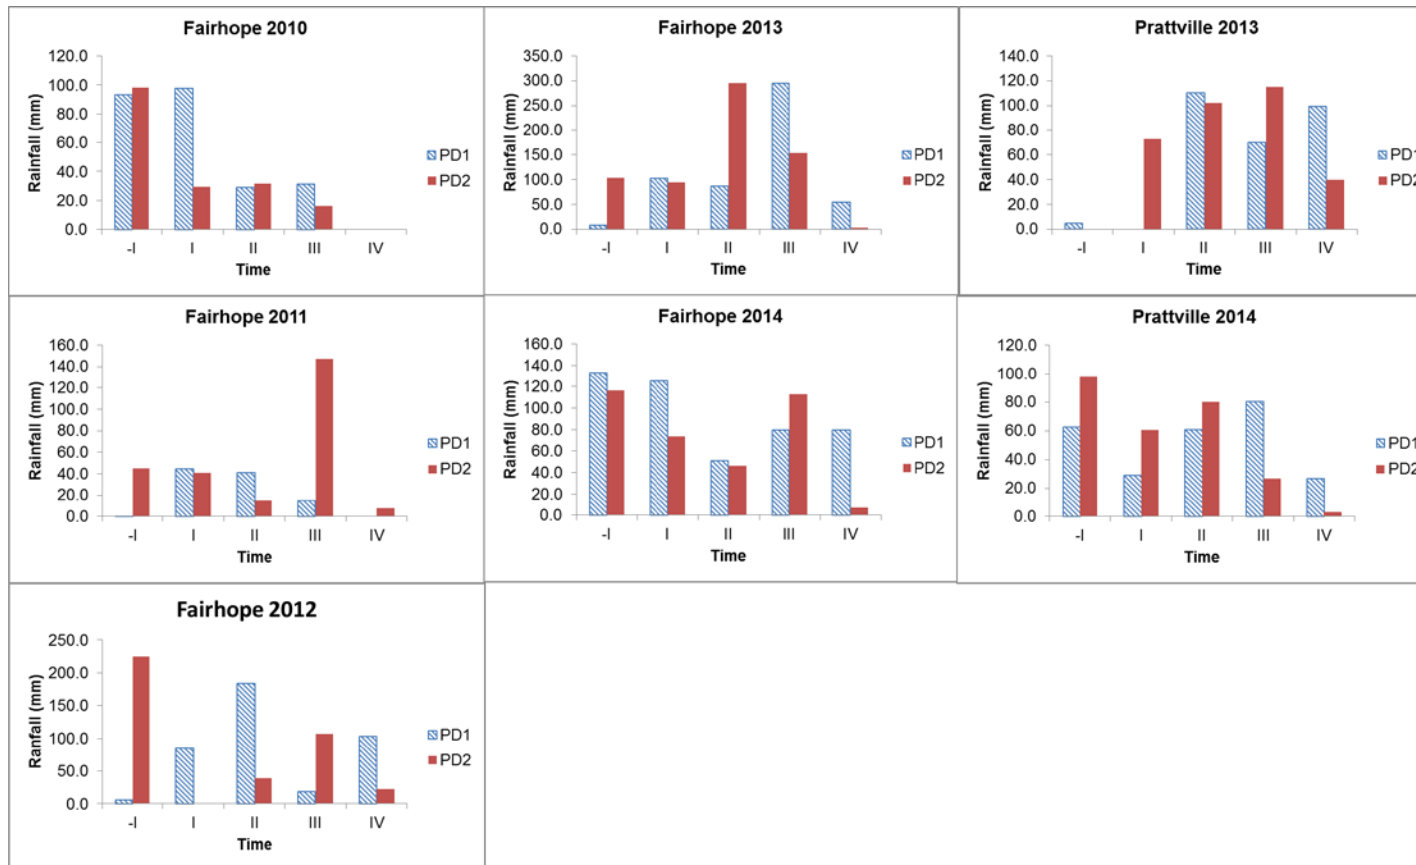 Fairhope 2010
120.0
100.0
80.0
60.0
40.0
20.0
0.0
Rainfall (mm)
-I I II III IV
Time
PD1
PD2
Fairhope 2013
350.0
300.0
250.0
200.0
150.0
100.0
50.0
0.0
Rainfall (mm)
-I I II III IV
Time
PD1
PD2
Prattville 2013
140.0
120.0
100.0
80.0
60.0
40.0
20.0
0.0
Rainfall (mm)
-I I II III IV
Time
PD1
PD2
Fairhope 2011
160.0
140.0
120.0
100.0
80.0
60.0
40.0
20.0
0.0
Rainfall (mm)
-I I II III IV
Time
PD1
PD2
Fairhope 2014
160.0
140.0
120.0
100.0
80.0
60.0
40.0
20.0
0.0
Rainfall (mm)
-I I II III IV
Time
PD1
PD2
Prattville 2014
120.0
100.0
80.0
60.0
40.0
20.0
0.0
Rainfall (mm)
-I I II III IV
Time
PD1
PD2
Fairhope 2012
250.0
200.0
150.0
100.0
50.0
0.0
Ranfall (mm)
-I I II III IV
Time
PD1
PD2